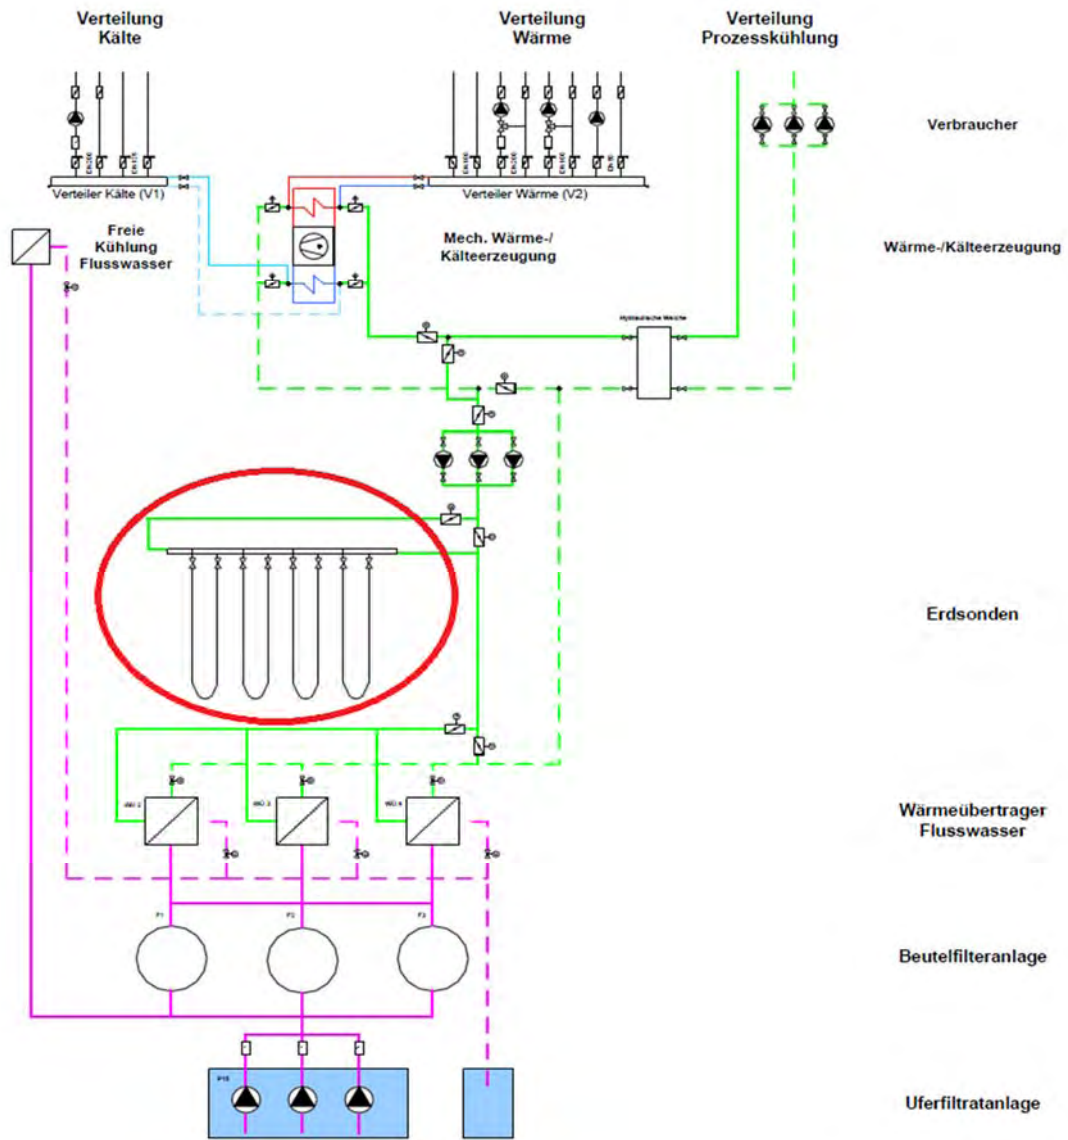 Verteilung
Kälte
Verteilung
Wärme
Verteilung
Prozesskühlung
Verbraucher
Verteiler Kälte (V1)
Verteiler Wärme (V2)
Freie
Kühlung
Flusswasser
Mech. Wärme-/
Kälteerzeugung
Wärme-/Kälteerzeugung
Hydraulische Weiche
Erdsonden
WÜ 2
WÜ 3
WÜ 4
Wärmeübertrager
Flusswasser
F1
F2
F3
Beutelfilteranlage
Uferfiltratanlage